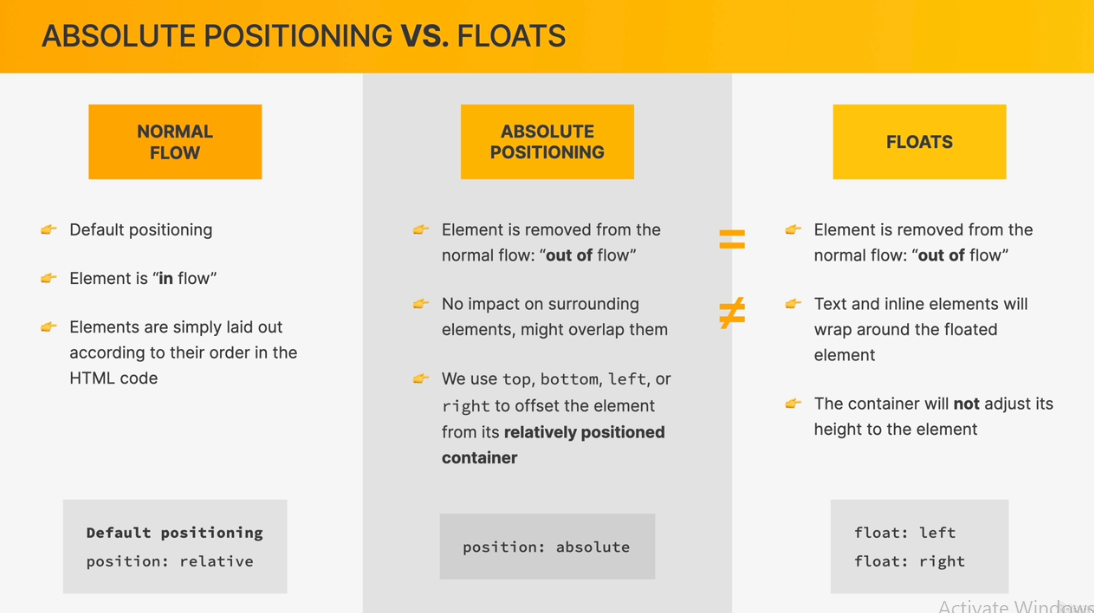 ABSOLUTE POSITIONING VS. FLOATS
NORMAL
FLOW
Default positioning
Element is “in flow”
Elements are simply laid out
according to their order in the
HTML code
Default positioning
position: relative
ABSOLUTE
POSITIONING
Element is removed from the
normal flow: “out of flow”
No impact on surrounding
elements, might overlap them
We use top, bottom, left, or
right to offset the element
from its relatively positioned
container
position: absolute
=
≠
FLOATS
Element is removed from the
normal flow: “out of flow”
Text and inline elements will
wrap around the floated
element
The container will not adjust its
height to the element
float: left
float: right
Activate Windows